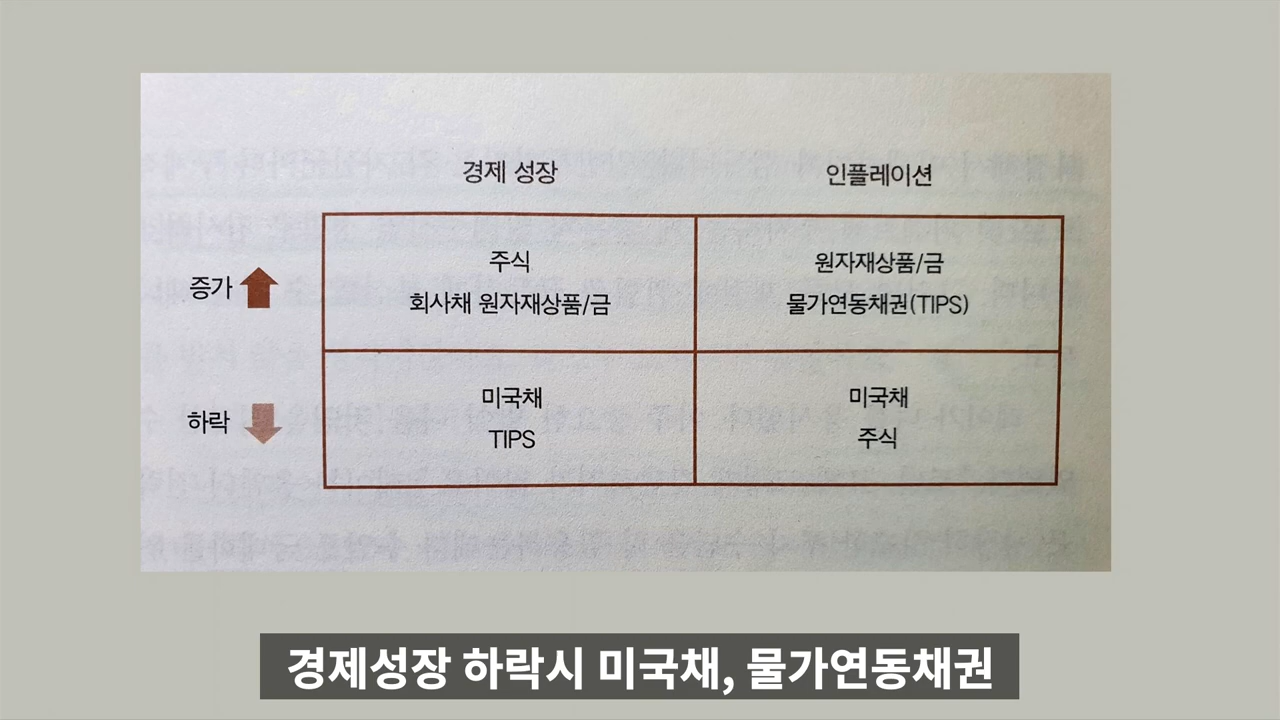 경제 성장 인플레이션
증가
주식
회사채 원자재상품/금
원자재상품/금
물가연동채권(TIPS)
하락
미국채
TIPS
미국채
주식
경제성장 하락시 미국채, 물가연동채권